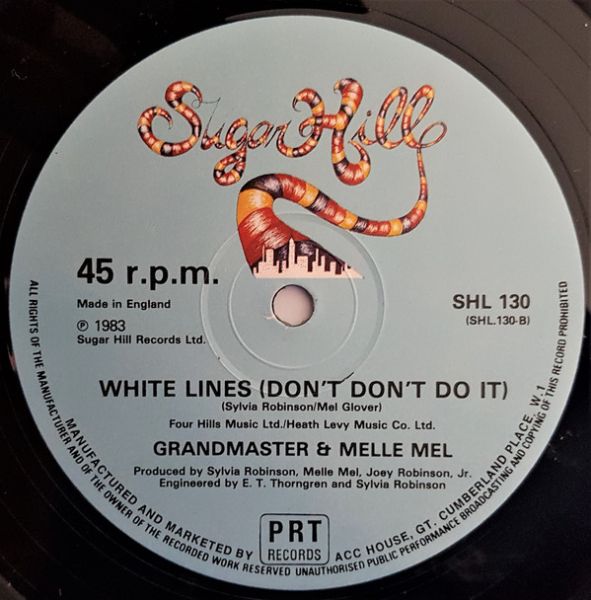 Sugar Hill
45 r.p.m.
Made in England
℗ 1983
Sugar Hill Records Ltd.
SHL 130
(SHL.130-B)
WHITE LINES (DON'T DON'T DO IT)
(Sylvia Robinson/Mel Glover)
Four Hills Music Ltd./Heath Levy Music Co. Ltd.
GRANDMASTER & MELLE MEL
Produced by Sylvia Robinson, Melle Mel, Joey Robinson, Jr.
Engineered by E. T. Thorngren and Sylvia Robinson
PRT
RECORDS
MANUFACTURED AND MARKETED BY ACC HOUSE, GT. CUMBERLAND PLACE, W.1
ALL RIGHTS OF THE MANUFACTURER AND OF THE OWNER OF THE RECORDED WORK RESERVED UNAUTHORISED PUBLIC PERFORMANCE BROADCASTING AND COPYING OF THIS RECORD PROHIBITED